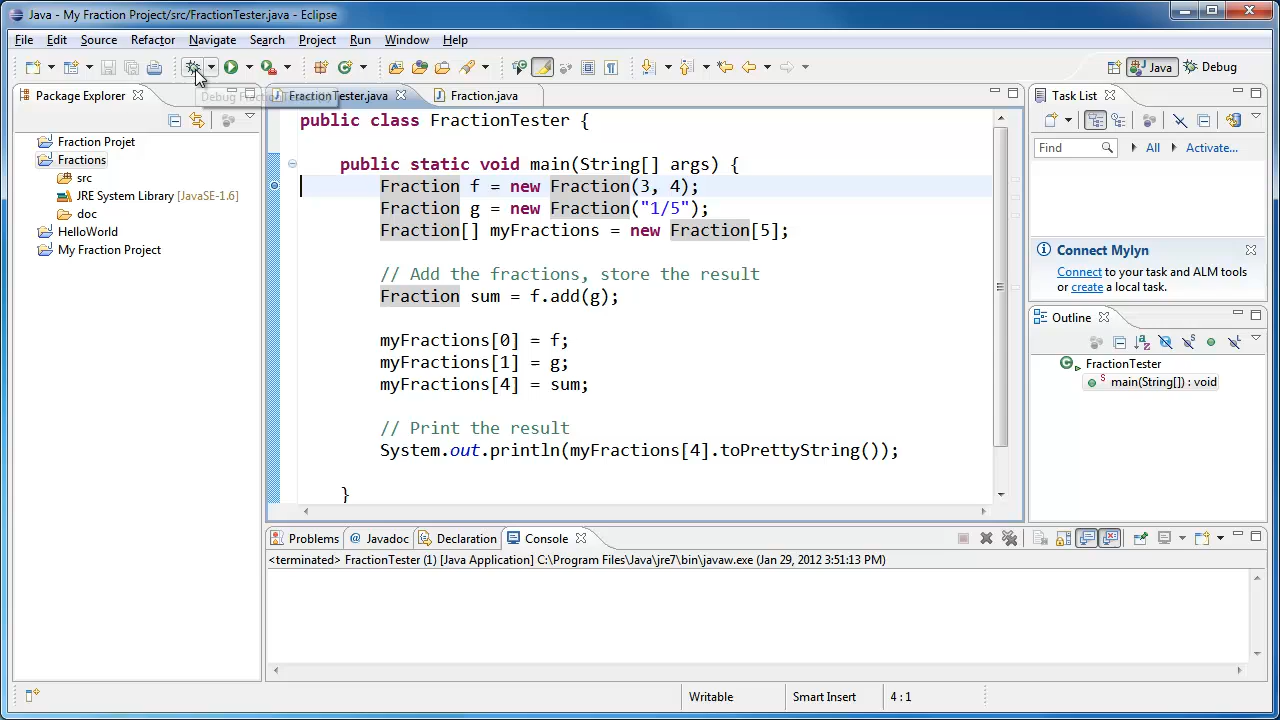 Java - My Fraction Project/src/FractionTester.java - Eclipse
File Edit Source Refactor Navigate Search Project Run Window Help
Java Debug
Package Explorer
FractionTester.java
Fraction.java
Task List
Fraction Projet
Fractions
src
JRE System Library [JavaSE-1.6]
doc
HelloWorld
My Fraction Project
public class FractionTester {
public static void main(String[] args) {
Fraction f = new Fraction(3, 4);
Fraction g = new Fraction("1/5");
Fraction[] myFractions = new Fraction[5];
// Add the fractions, store the result
Fraction sum = f.add(g);
myFractions[0] = f;
myFractions[1] = g;
myFractions[4] = sum;
// Print the result
System.out.println(myFractions[4].toPrettyString());
}
Find All Activate...
Connect Mylyn
Connect to your task and ALM tools
or create a local task.
Outline
FractionTester
main(String[]) : void
Problems @ Javadoc Declaration Console
<terminated> FractionTester (1) [Java Application] C:\Program Files\Java\jre7\bin\javaw.exe (Jan 29, 2012 3:51:13 PM)
Writable Smart Insert 4 : 1